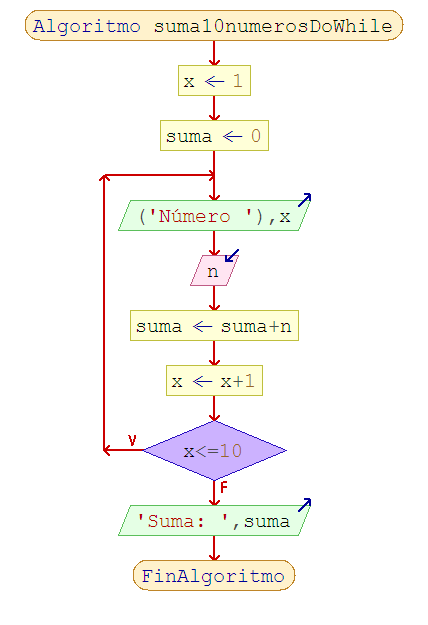 Algoritmo suma10numerosDoWhile
x ← 1
suma ← 0
('Número '),x
n
suma ← suma+n
x ← x+1
x<=10
V
F
'Suma: ',suma
FinAlgoritmo